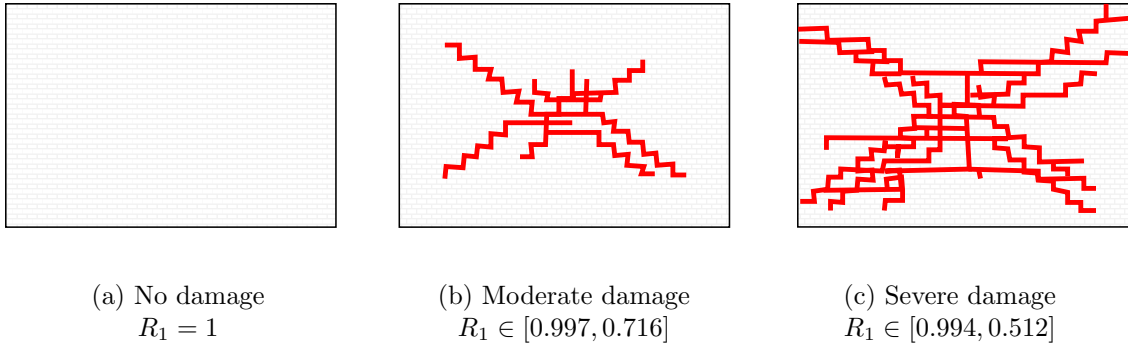 (a) No damage
R₁ = 1
(b) Moderate damage
R₁ ∈ [0.997, 0.716]
(c) Severe damage
R₁ ∈ [0.994, 0.512]